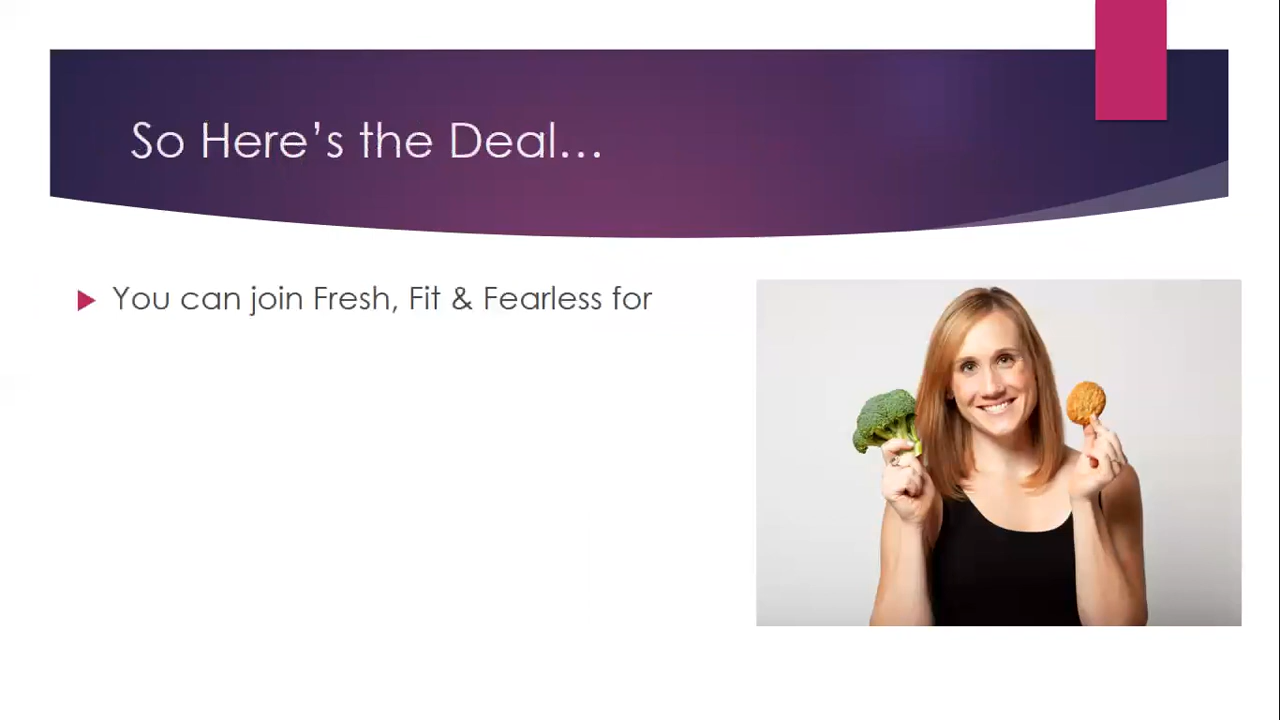 So Here’s the Deal…
You can join Fresh, Fit & Fearless for